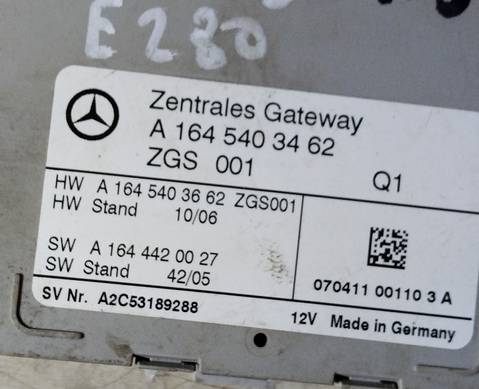 E280
Zentrales Gateway
A 164 540 34 62
ZGS 001 Q1
HW A 164 540 36 62 ZGS001
HW Stand 10/06
SW A 164 442 00 27
SW Stand 42/05
070411 00110 3 A
SV Nr. A2C53189288 12V Made in Germany